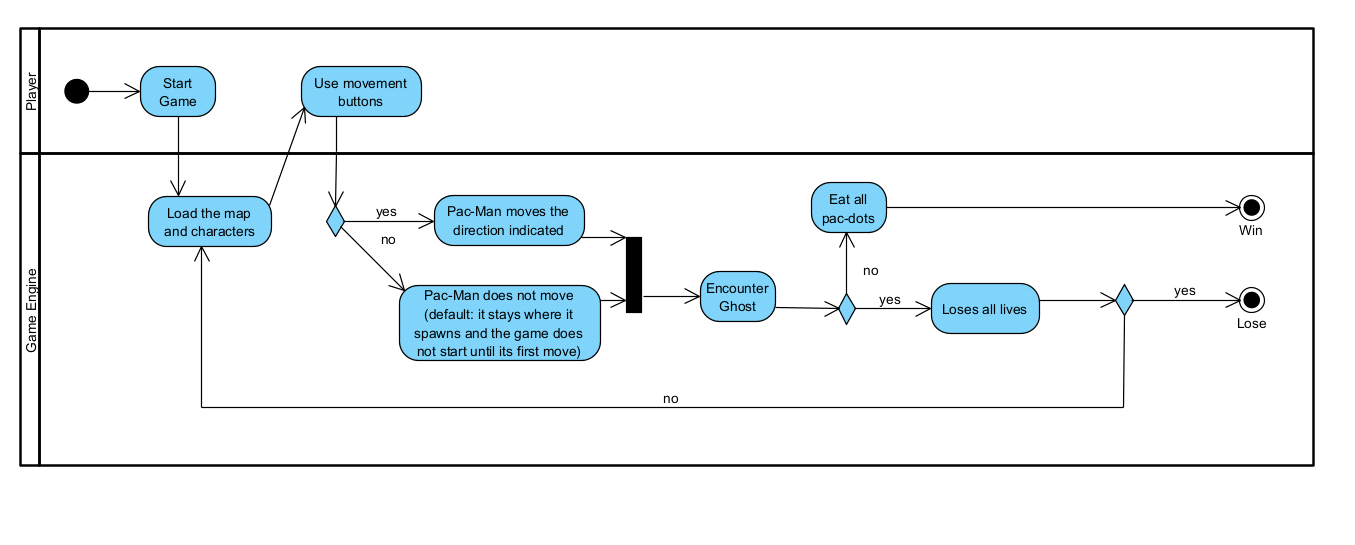 Player
Start
Game
Use movement
buttons
Game Engine
Load the map
and characters
yes
no
Pac-Man moves the
direction indicated
Pac-Man does not move
(default: it stays where it
spawns and the game does
not start until its first move)
Encounter
Ghost
Eat all
pac-dots
no
yes
Loses all lives
yes
Win
Lose
no